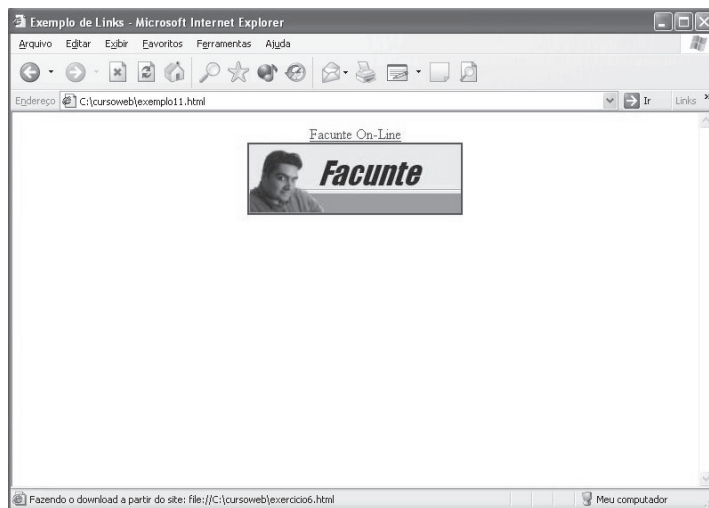 Exemplo de Links - Microsoft Internet Explorer
Arquivo Editar Exibir Favoritos Ferramentas Ajuda
Endereço C:\cursoweb\exemplo11.html Ir Links »
Facunte On-Line
Facunte
Fazendo o download a partir do site: file://C:\cursoweb\exercicio6.html Meu computador